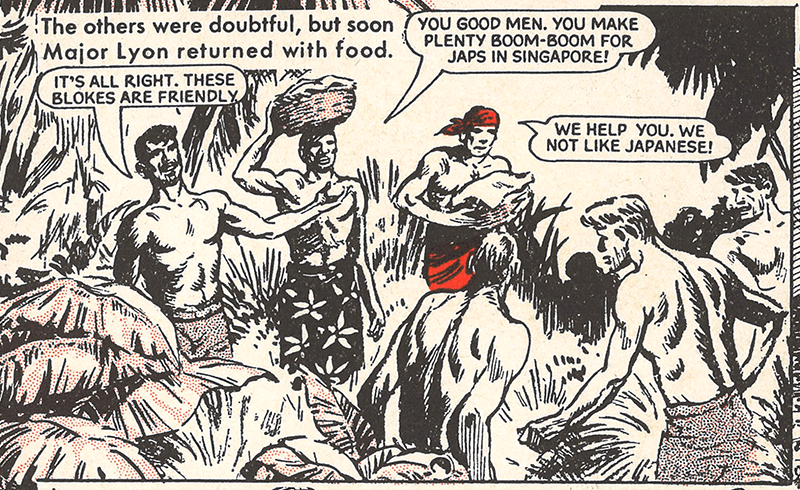 The others were doubtful, but soon
Major Lyon returned with food.
IT'S ALL RIGHT. THESE
BLOKES ARE FRIENDLY
YOU GOOD MEN. YOU MAKE
PLENTY BOOM-BOOM FOR
JAPS IN SINGAPORE!
WE HELP YOU. WE
NOT LIKE JAPANESE!